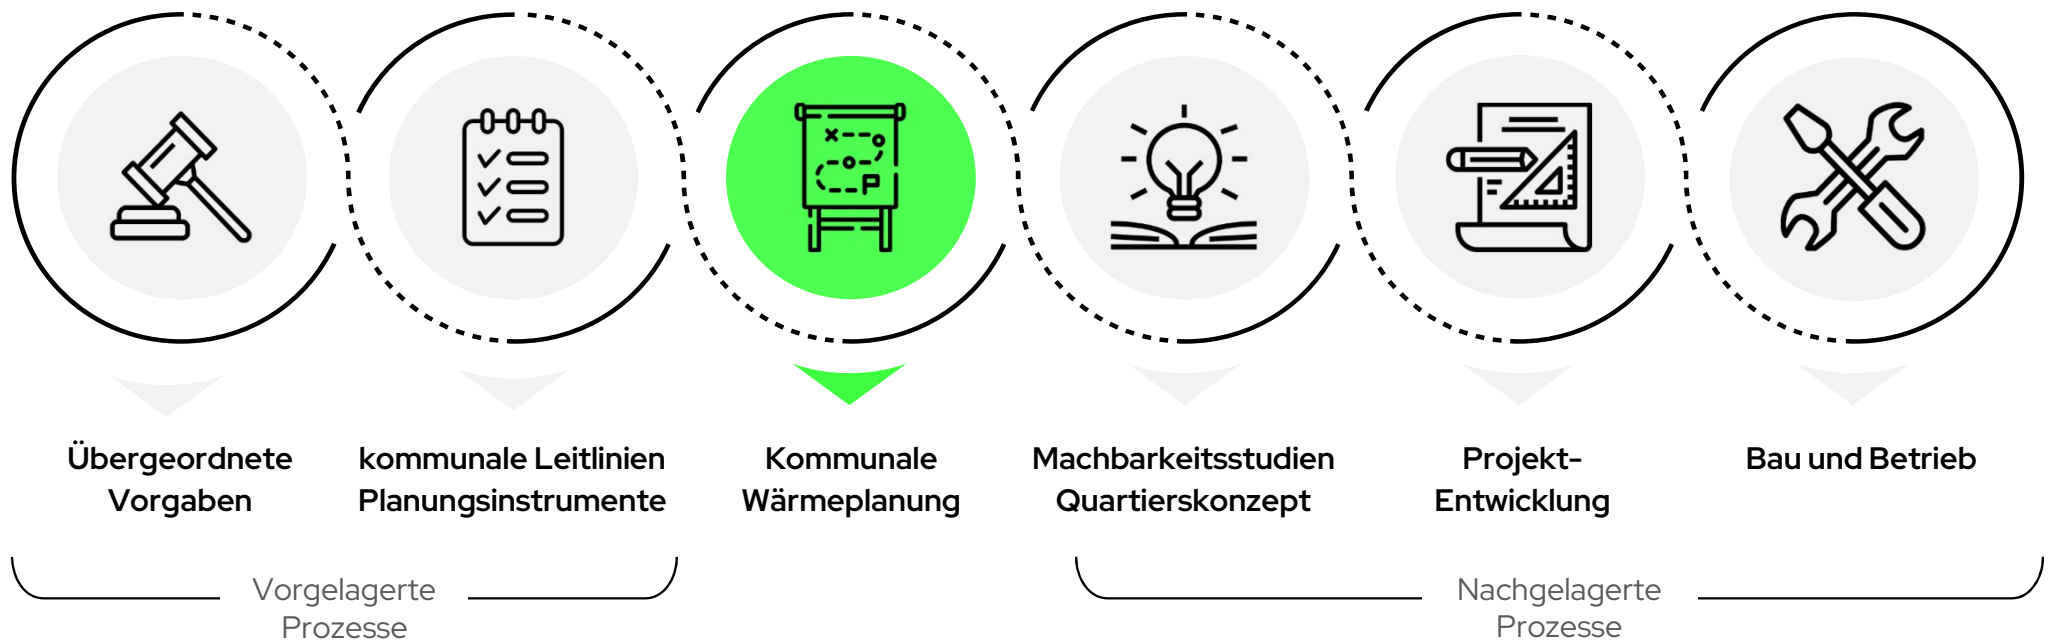 Übergeordnete
Vorgaben
kommunale Leitlinien
Planungsinstrumente
Kommunale
Wärmeplanung
Machbarkeitsstudien
Quartierskonzept
Projekt-
Entwicklung
Bau und Betrieb
Vorgelagerte
Prozesse
Nachgelagerte
Prozesse